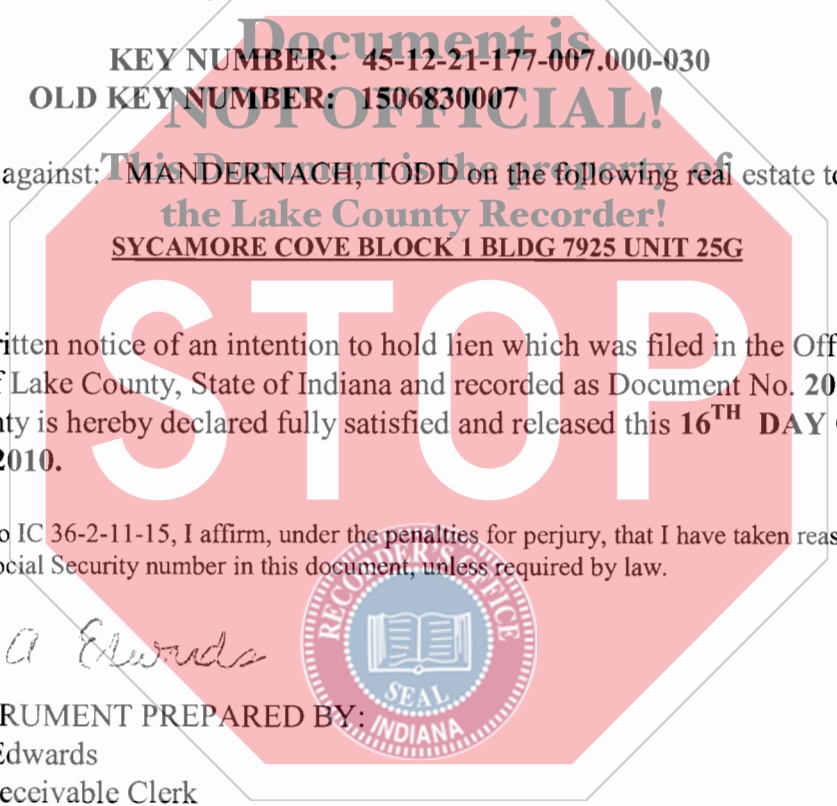 Document is
KEY NUMBER: 45-12-21-177-007.000-030
NOT OFFICIAL!
OLD KEY NUMBER: 1506830007
This Document is the property of
against: MANDERNACH, TODD on the following real estate to
the Lake County Recorder!
SYCAMORE COVE BLOCK 1 BLDG 7925 UNIT 25G
STOP
itten notice of an intention to hold lien which was filed in the Off
f Lake County, State of Indiana and recorded as Document No. 20
nty is hereby declared fully satisfied and released this 16TH DAY
2010.
o IC 36-2-11-15, I affirm, under the penalties for perjury, that I have taken reas
ocial Security number in this document, unless required by law.
RECORDER'S OFFICE
SEAL
INDIANA
a Edwards
RUMENT PREPARED BY:
Edwards
eceivable Clerk